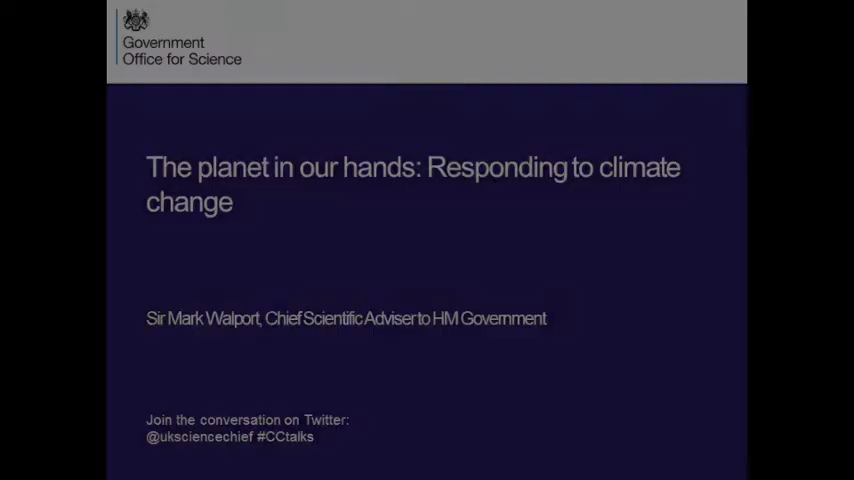 Government
Office for Science
The planet in our hands: Responding to climate
change
Sir Mark Walport, Chief Scientific Adviser to HM Government
Join the conversation on Twitter:
@uksciencechief #CCtalks